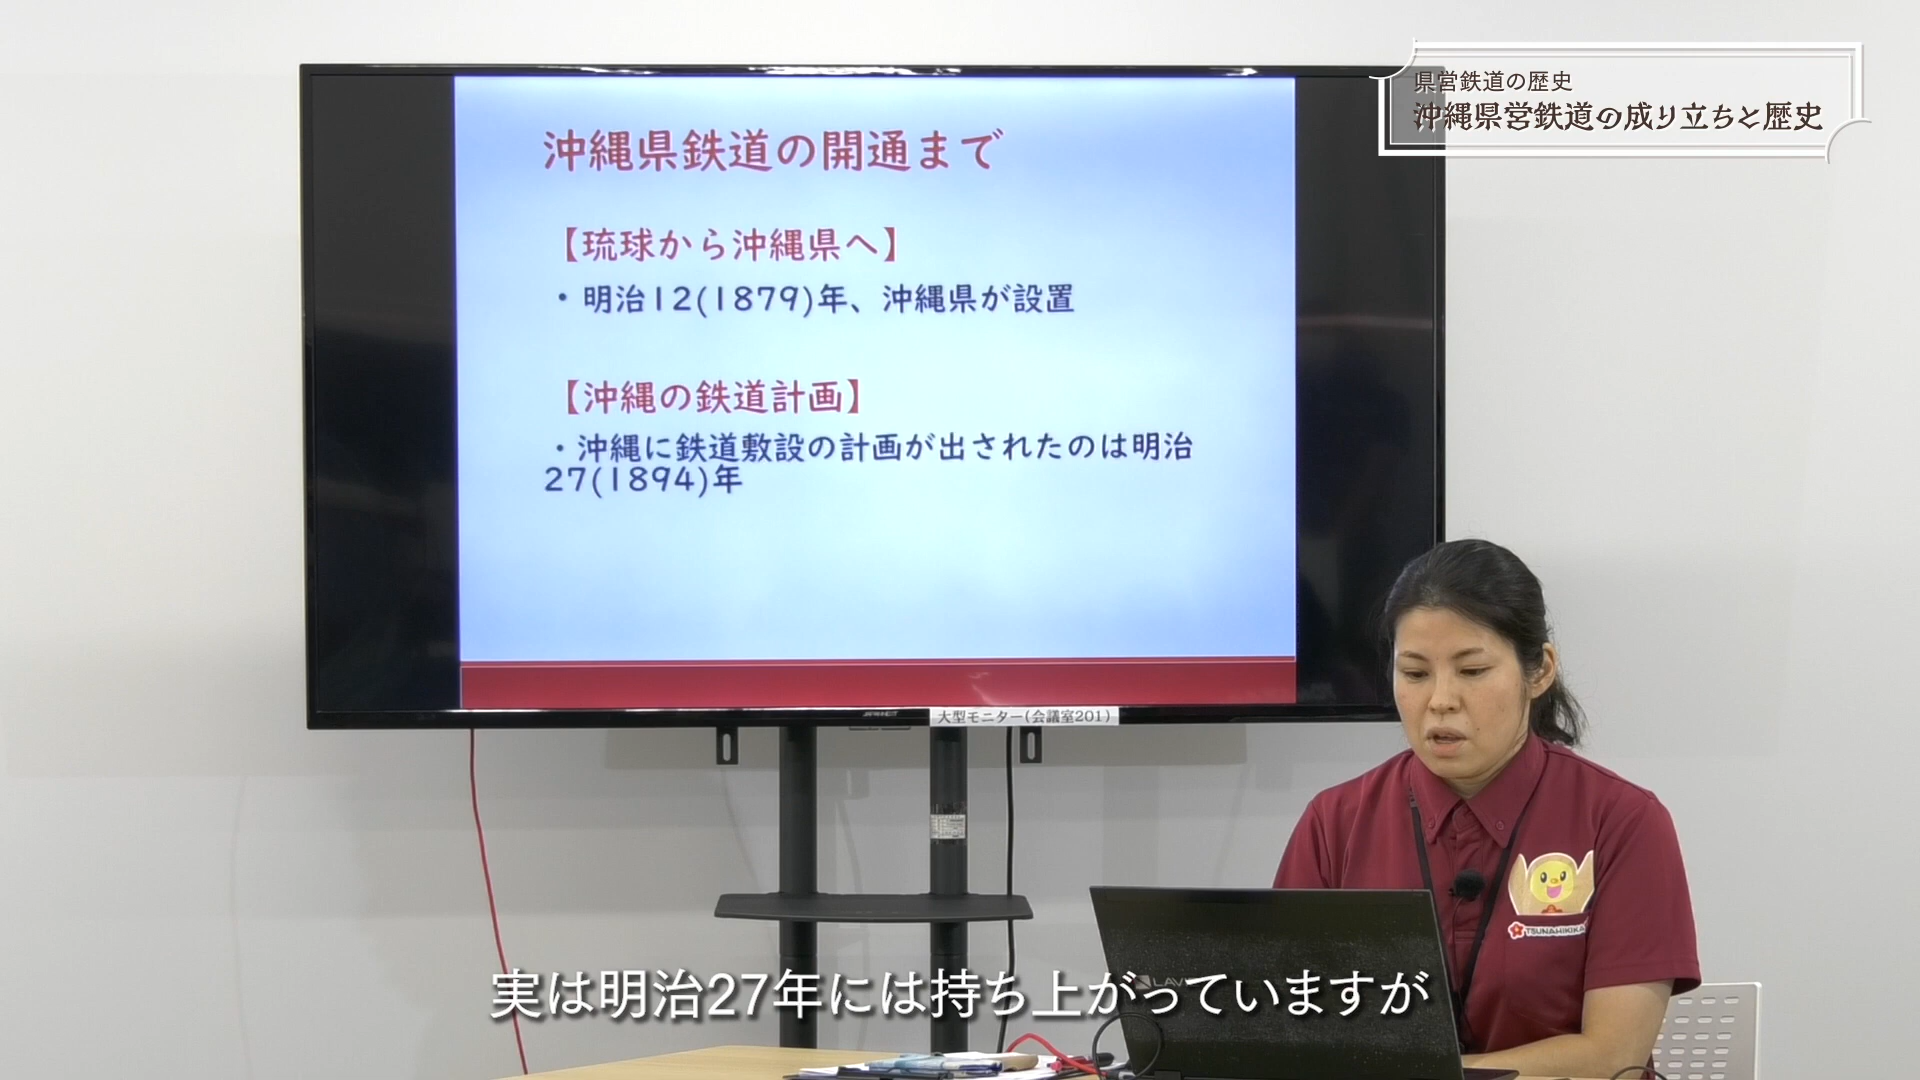 県営鉄道の歴史
沖縄県営鉄道の成り立ちと歴史
沖縄県鉄道の開通まで
【琉球から沖縄県へ】
・明治12(1879)年、沖縄県が設置
【沖縄の鉄道計画】
・沖縄に鉄道敷設の計画が出されたのは明治
27(1894)年
大型モニター(会議室201)
TSUNAHIKIKA
実は明治27年には持ち上がっていますが